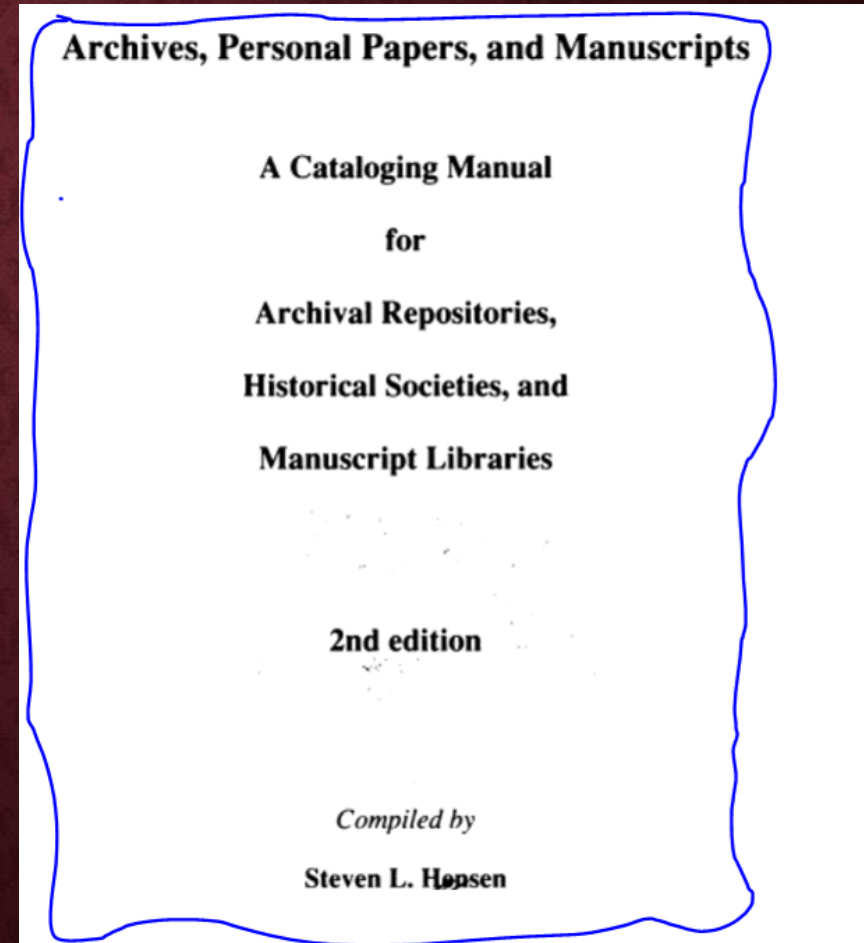 Archives, Personal Papers, and Manuscripts
A Cataloging Manual
for
Archival Repositories,
Historical Societies, and
Manuscript Libraries
2nd edition
Compiled by
Steven L. Hensen